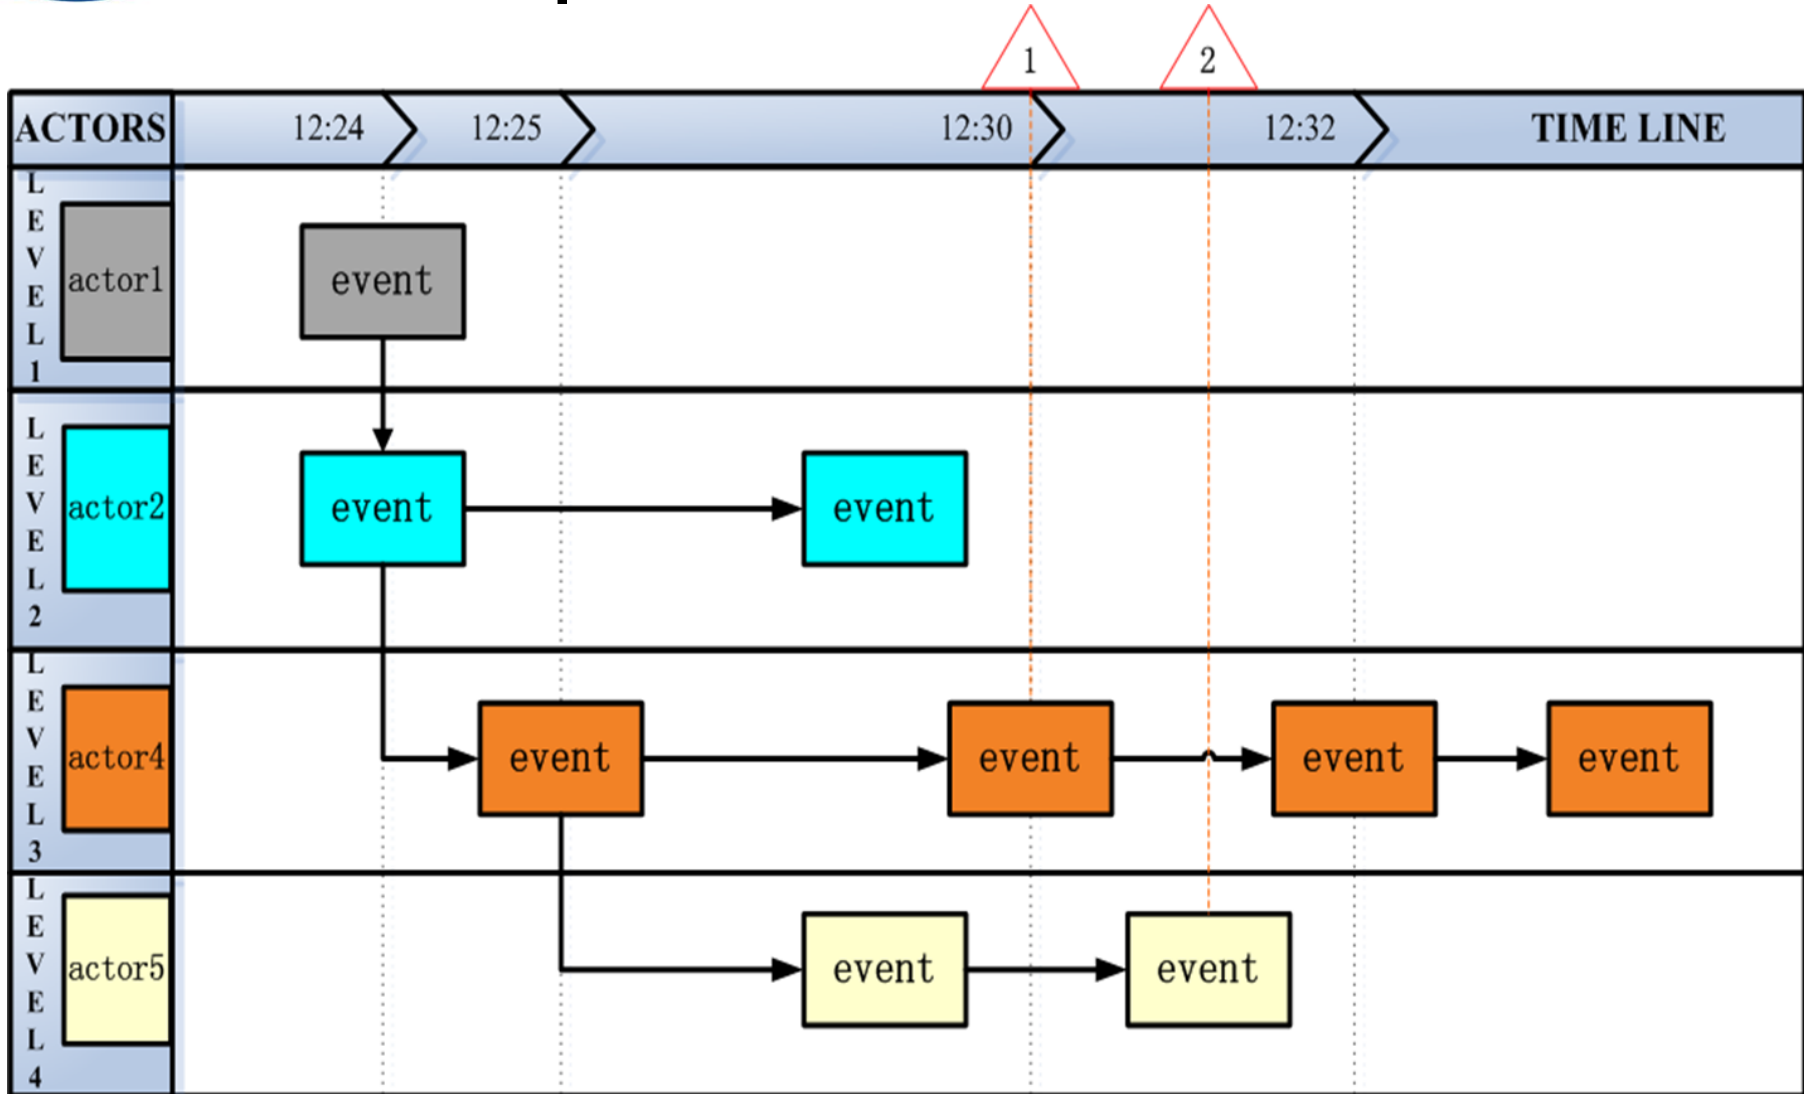 1
2
ACTORS
12:24
12:25
12:30
12:32
TIME LINE
LEVEL1
actor1
event
LEVEL2
actor2
event
event
LEVEL3
actor4
event
event
event
event
LEVEL4
actor5
event
event